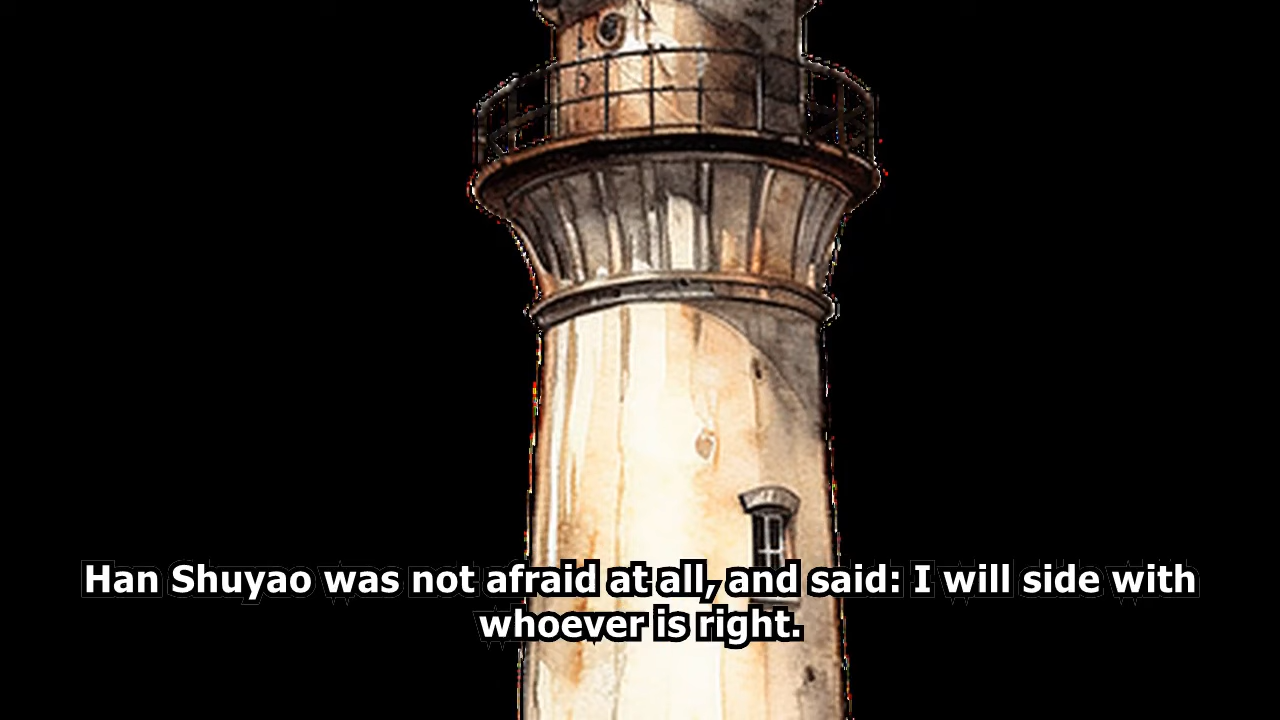 Han Shuyao was not afraid at all, and said: I will side with
whoever is right.